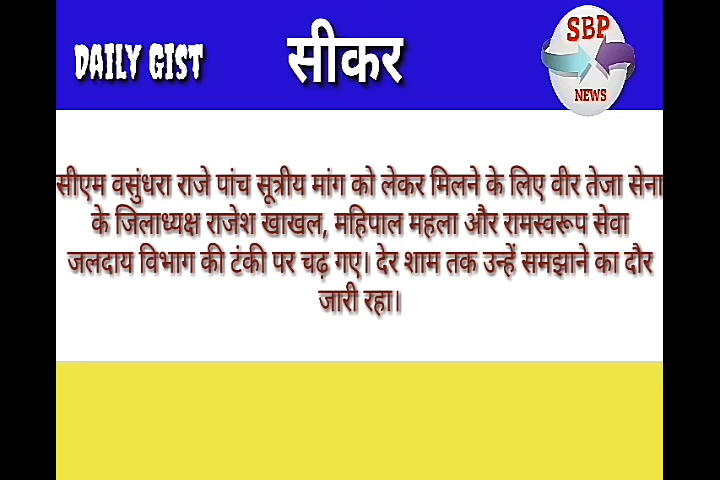 DAILY GIST
सीकर
SBP
NEWS
सीएम वसुंधरा राजे पांच सूत्रीय मांग को लेकर मिलने के लिए वीर तेजा सेना
के जिलाध्यक्ष राजेश खाखल, महिपाल महला और रामस्वरूप सेवा
जलदाय विभाग की टंकी पर चढ़ गए। देर शाम तक उन्हें समझाने का दौर
जारी रहा।